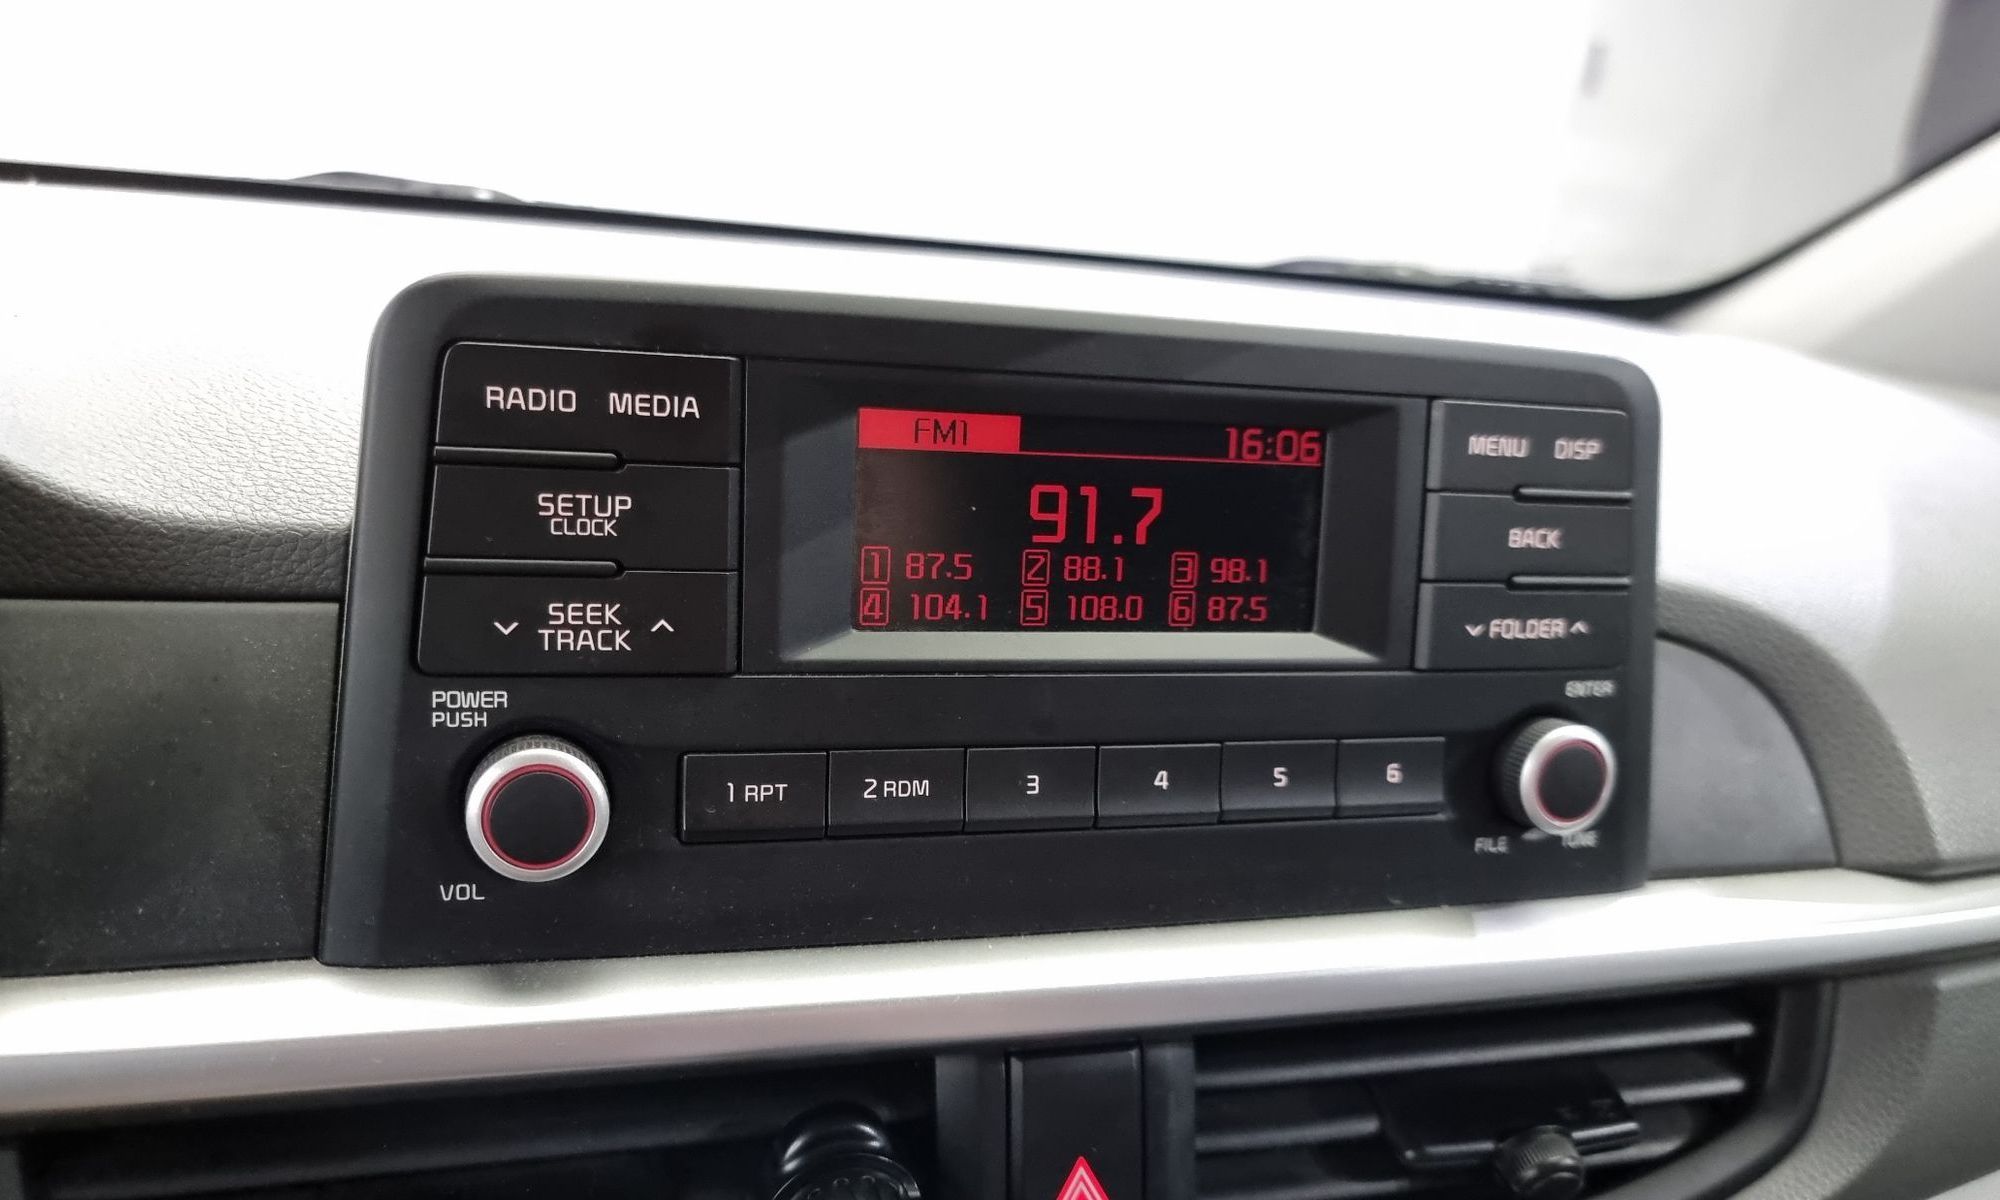 RADIO MEDIA
SETUP
CLOCK
SEEK
TRACK
POWER
PUSH
VOL
FM1 16:06
91.7
1 87.5 2 88.1 3 98.1
4 104.1 5 108.0 6 87.5
MENU DISP
BACK
FOLDER
ENTER
FILE TUNE
1 RPT 2 RDM 3 4 5 6